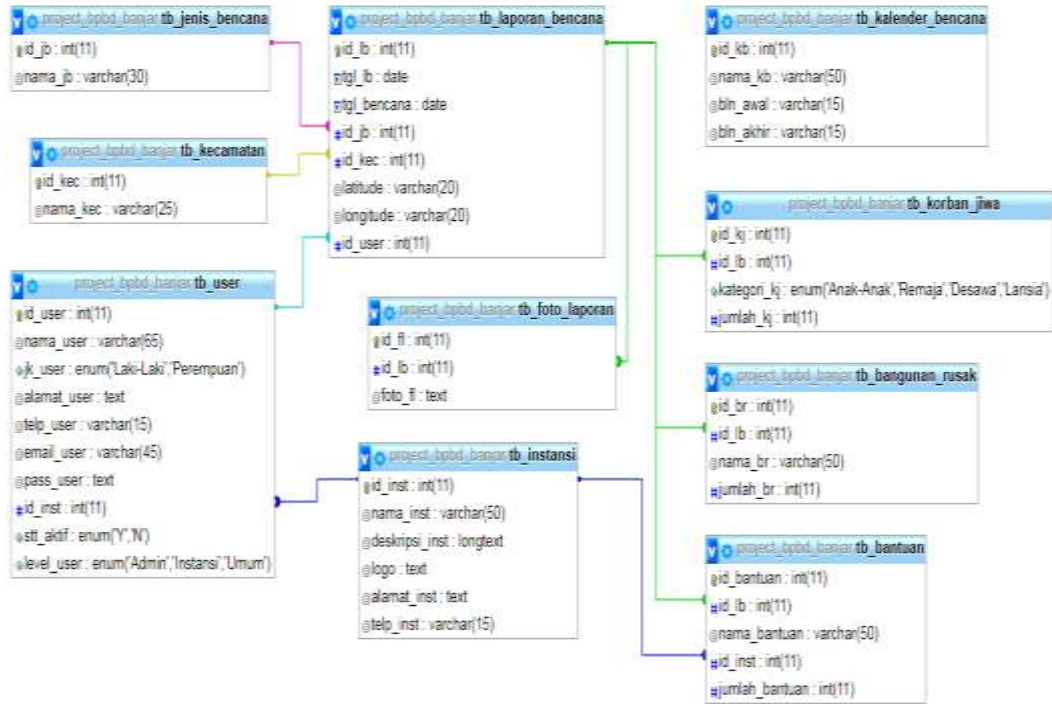 project_bpbd_banjar tb_jenis_bencana
id_jb : int(11)
nama_jb : varchar(30)
project_bpbd_banjar tb_kecamatan
id_kec : int(11)
nama_kec : varchar(25)
project_bpbd_banjar tb_user
id_user : int(11)
nama_user : varchar(65)
jk_user : enum('Laki-Laki','Perempuan')
alamat_user : text
telp_user : varchar(15)
email_user : varchar(45)
pass_user : text
id_inst : int(11)
stt_aktif : enum('Y','N')
level_user : enum('Admin','Instansi','Umum')
project_bpbd_banjar tb_laporan_bencana
id_lb : int(11)
tgl_lb : date
tgl_bencana : date
id_jb : int(11)
id_kec : int(11)
latitude : varchar(20)
longitude : varchar(20)
id_user : int(11)
project_bpbd_banjar tb_foto_laporan
id_fl : int(11)
id_lb : int(11)
foto_fl : text
project_bpbd_banjar tb_instansi
id_inst : int(11)
nama_inst : varchar(50)
deskripsi_inst : longtext
logo : text
alamat_inst : text
telp_inst : varchar(15)
project_bpbd_banjar tb_kalender_bencana
id_kb : int(11)
nama_kb : varchar(50)
bln_awal : varchar(15)
bln_akhir : varchar(15)
project_bpbd_banjar tb_korban_jiwa
id_kj : int(11)
id_lb : int(11)
kategori_kj : enum('Anak-Anak','Remaja','Desawa','Lansia')
jumlah_kj : int(11)
project_bpbd_banjar tb_bangunan_rusak
id_br : int(11)
id_lb : int(11)
nama_br : varchar(50)
jumlah_br : int(11)
project_bpbd_banjar tb_bantuan
id_bantuan : int(11)
id_lb : int(11)
nama_bantuan : varchar(50)
id_inst : int(11)
jumlah_bantuan : int(11)